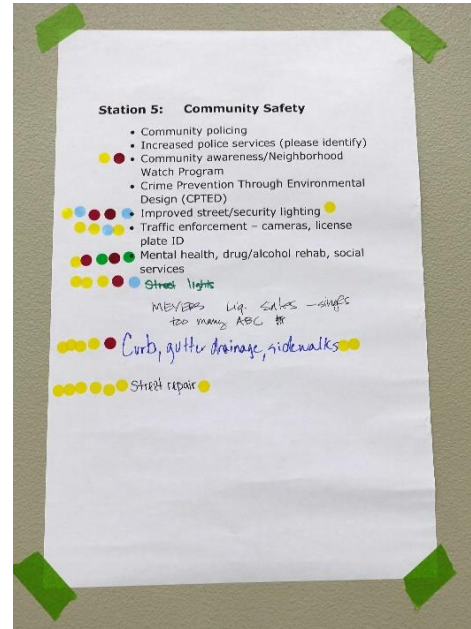 Station 5: Community Safety
• Community policing
• Increased police services (please identify)
• Community awareness/Neighborhood
Watch Program
• Crime Prevention Through Environmental
Design (CPTED)
• Improved street/security lighting
• Traffic enforcement – cameras, license
plate ID
• Mental health, drug/alcohol rehab, social
services
Street lights
MEYERS Liq. Sales – singles
too many ABC
Curb, gutter drainage, sidewalks
Street repair